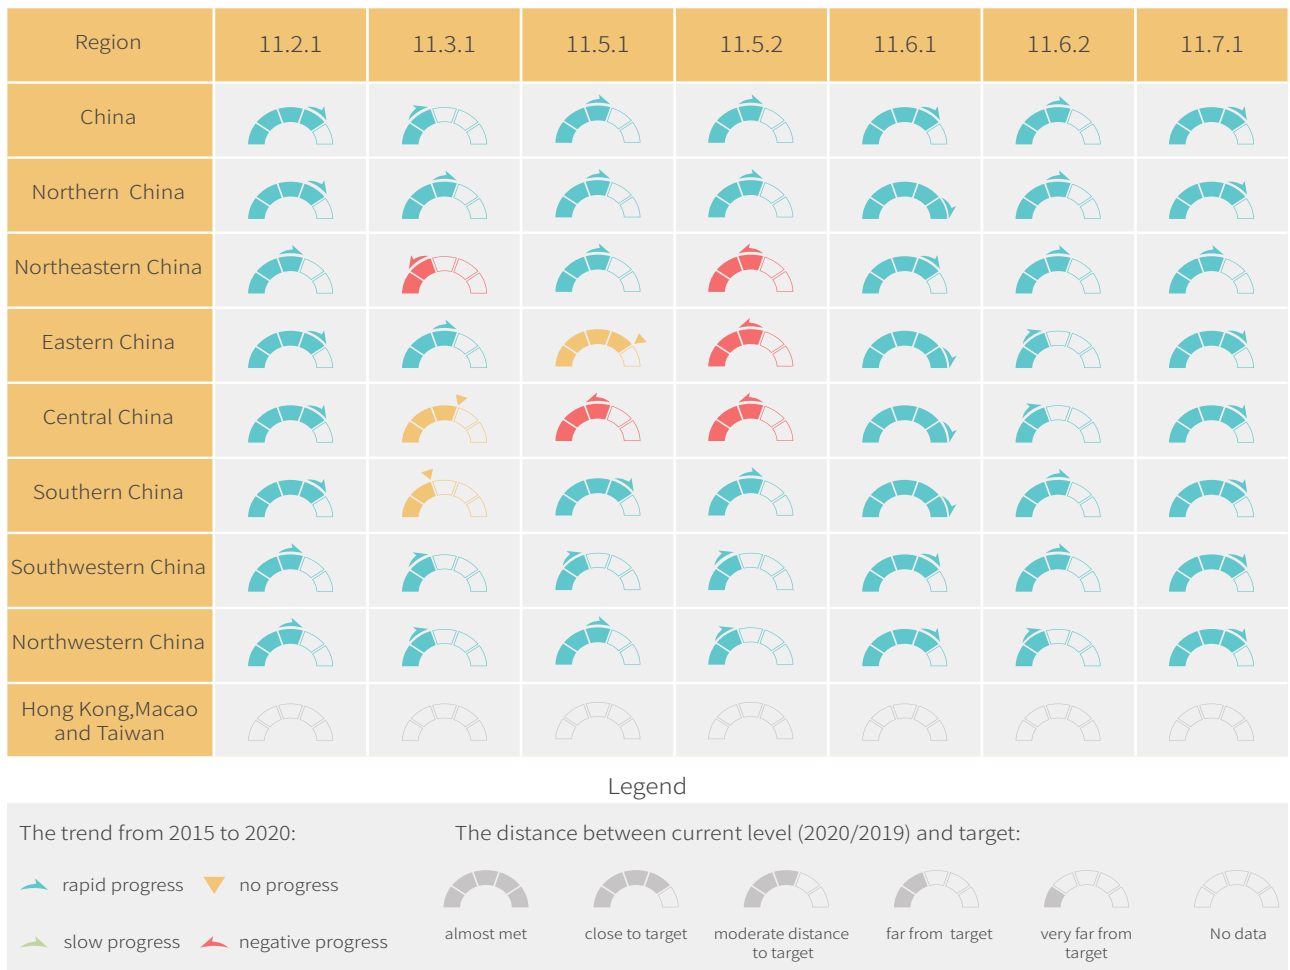 Region 11.2.1 11.3.1 11.5.1 11.5.2 11.6.1 11.6.2 11.7.1
China
Northern China
Northeastern China
Eastern China
Central China
Southern China
Southwestern China
Northwestern China
Hong Kong,Macao
and Taiwan
Legend
The trend from 2015 to 2020:
rapid progress no progress
slow progress negative progress
The distance between current level (2020/2019) and target:
almost met close to target moderate distance far from target very far from No data
to target target